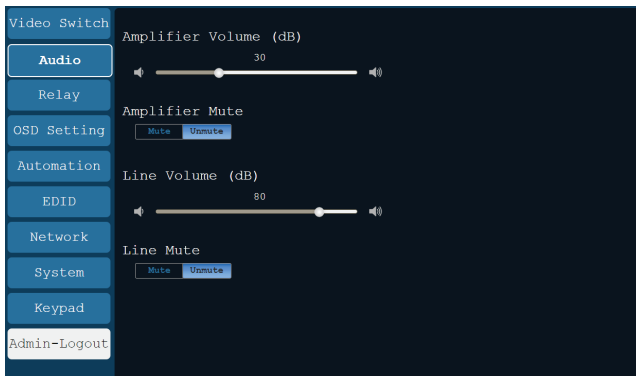 Video Switch
Audio
Relay
OSD Setting
Automation
EDID
Network
System
Keypad
Admin-Logout
Amplifier Volume (dB)
30
Amplifier Mute
Mute Unmute
Line Volume (dB)
80
Line Mute
Mute Unmute